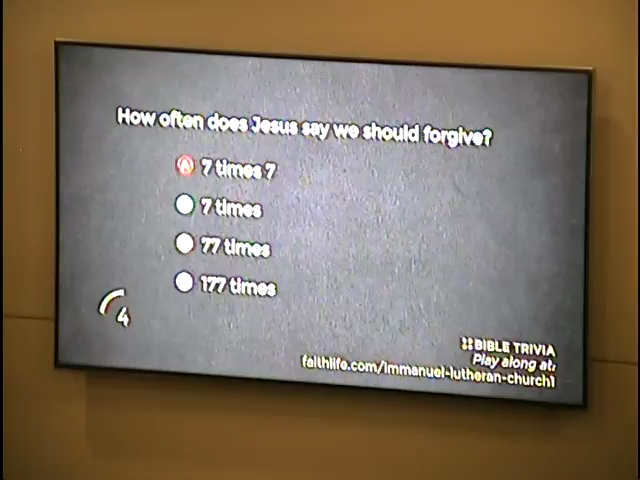 How often does Jesus say we should forgive?
A 7 times 7
7 times
77 times
177 times
4
BIBLE TRIVIA
Play along at:
faithlife.com/immanuel-lutheran-church1